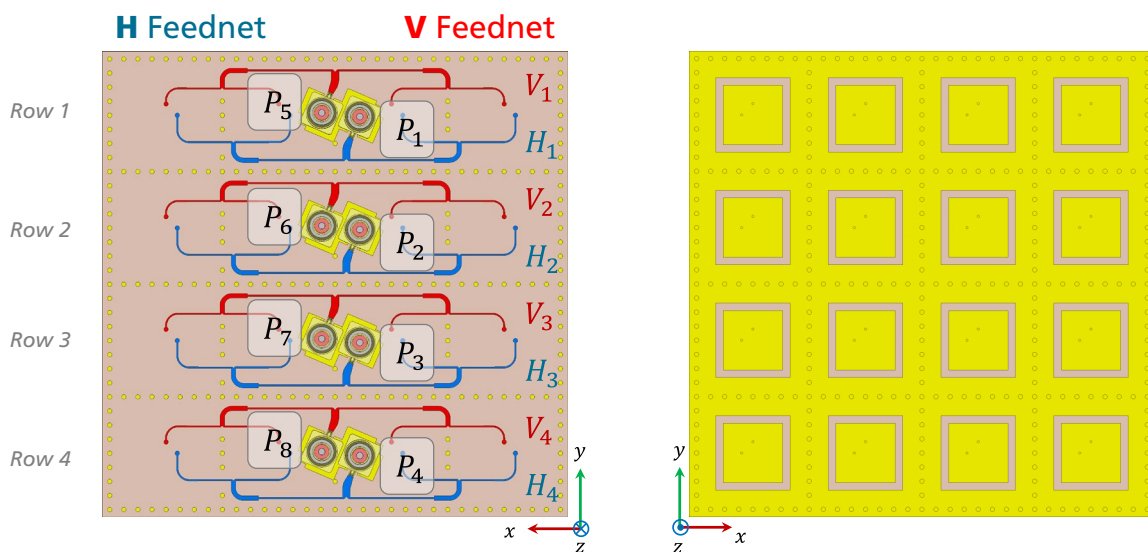 H Feednet V Feednet
Row 1 P₅ P₁ V₁ H₁
Row 2 P₆ P₂ V₂ H₂
Row 3 P₇ P₃ V₃ H₃
Row 4 P₈ P₄ V₄ H₄
y y
x z z x